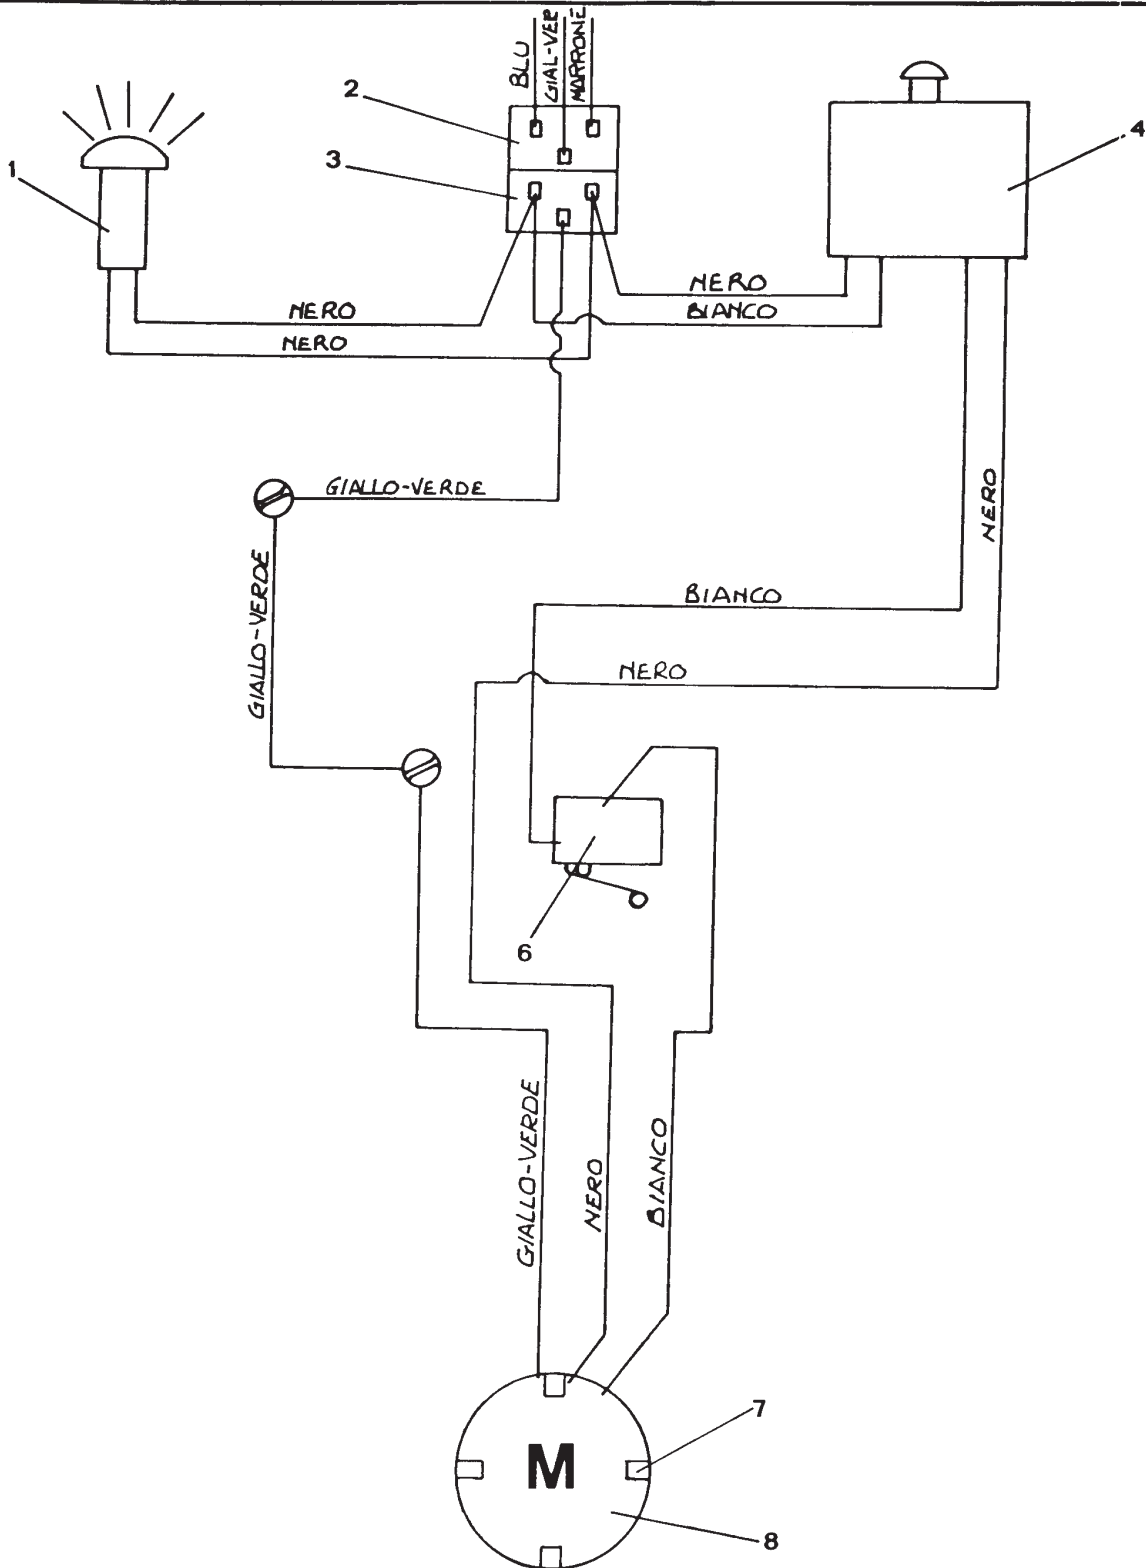 BLU
GIAL-VER
MARRONE
2
3
1
4
NERO
NERO
NERO
BIANCO
GIALLO-VERDE
NERO
GIALLO-VERDE
BIANCO
NERO
6
GIALLO-VERDE
NERO
BIANCO
7
M
8